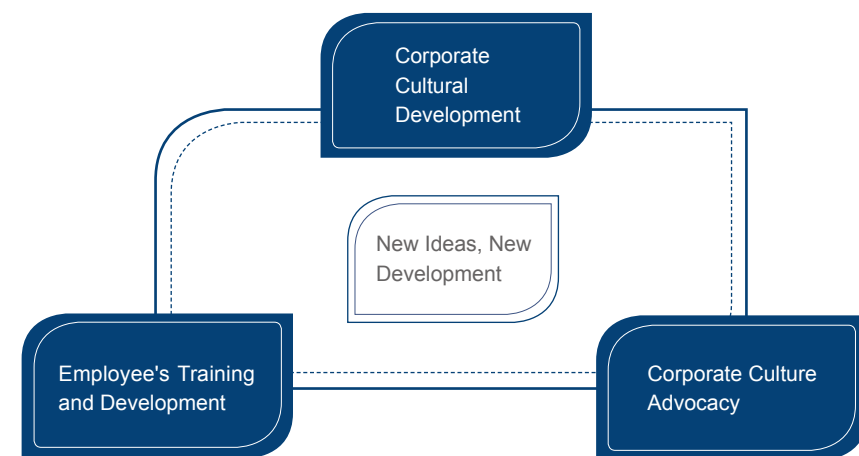 Corporate
Cultural
Development
New Ideas, New
Development
Employee's Training
and Development
Corporate Culture
Advocacy